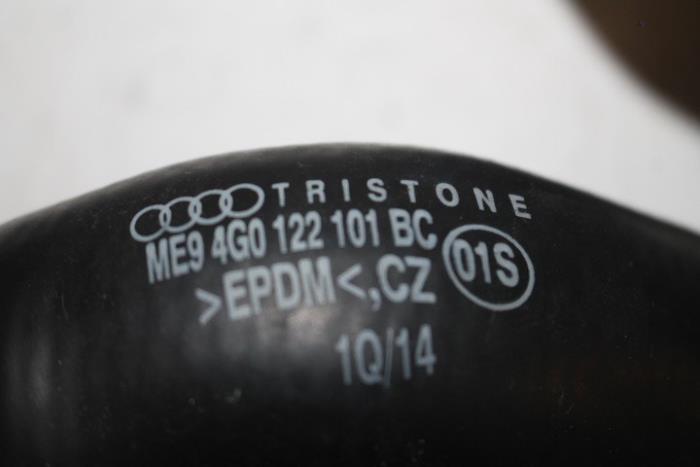 TRISTONE
ME9 4G0 122 101 BC
01S
>EPDM<,CZ
1Q/14